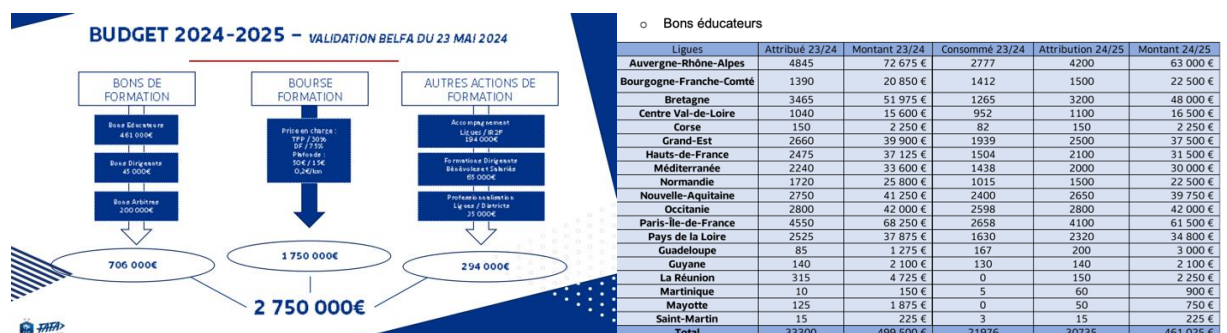 BUDGET 2024-2025 – VALIDATION BELFA DU 23 MAI 2024
BONS DE
FORMATION
Bons Educateurs
461 000€
Bons Dirigeants
45 000€
Bons Arbitres
200 000€
706 000€
BOURSE
FORMATION
Prise en charge :
TFP / 50%
DF / 75%
Plafonds :
50€ / 15€
0,2€/km
1 750 000€
AUTRES ACTIONS DE
FORMATION
Accompagnement
Ligues / IR2F
194 000€
Formations Dirigeants
Bénévoles et Salariés
65 000€
Professionnalisation
Ligues / Districts
35 000€
294 000€
2 750 000€
o Bons éducateurs
Ligues Attribué 23/24 Montant 23/24 Consommé 23/24 Attribution 24/25 Montant 24/25
Auvergne-Rhône-Alpes 4845 72 675 € 2777 4200 63 000 €
Bourgogne-Franche-Comté 1390 20 850 € 1412 1500 22 500 €
Bretagne 3465 51 975 € 1265 3200 48 000 €
Centre Val-de-Loire 1040 15 600 € 952 1100 16 500 €
Corse 150 2 250 € 82 150 2 250 €
Grand-Est 2660 39 900 € 1939 2500 37 500 €
Hauts-de-France 2475 37 125 € 1504 2100 31 500 €
Méditerranée 2240 33 600 € 1438 2000 30 000 €
Normandie 1720 25 800 € 1015 1500 22 500 €
Nouvelle-Aquitaine 2750 41 250 € 2400 2650 39 750 €
Occitanie 2800 42 000 € 2598 2800 42 000 €
Paris-Île-de-France 4550 68 250 € 2658 4100 61 500 €
Pays de la Loire 2525 37 875 € 1630 2320 34 800 €
Guadeloupe 85 1 275 € 167 200 3 000 €
Guyane 140 2 100 € 130 140 2 100 €
La Réunion 315 4 725 € 0 150 2 250 €
Martinique 10 150 € 5 60 900 €
Mayotte 125 1 875 € 0 50 750 €
Saint-Martin 15 225 € 3 15 225 €
Total 33300 499 500 € 21976 30735 461 025 €